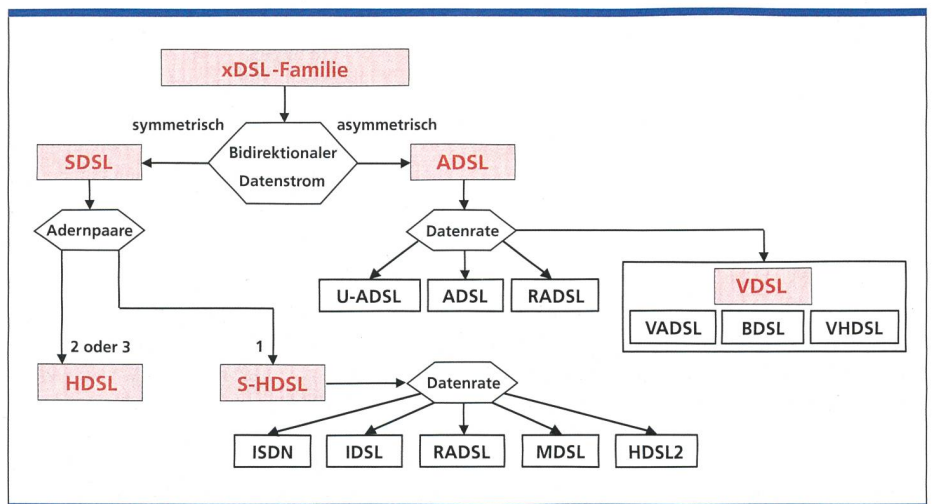 xDSL-Familie
symmetrisch
asymmetrisch
SDSL
Bidirektionaler
Datenstrom
ADSL
Adernpaare
Datenrate
U-ADSL
ADSL
RADSL
VDSL
VADSL
BDSL
VHDSL
2 oder 3
1
HDSL
S-HDSL
Datenrate
ISDN
IDSL
RADSL
MDSL
HDSL2